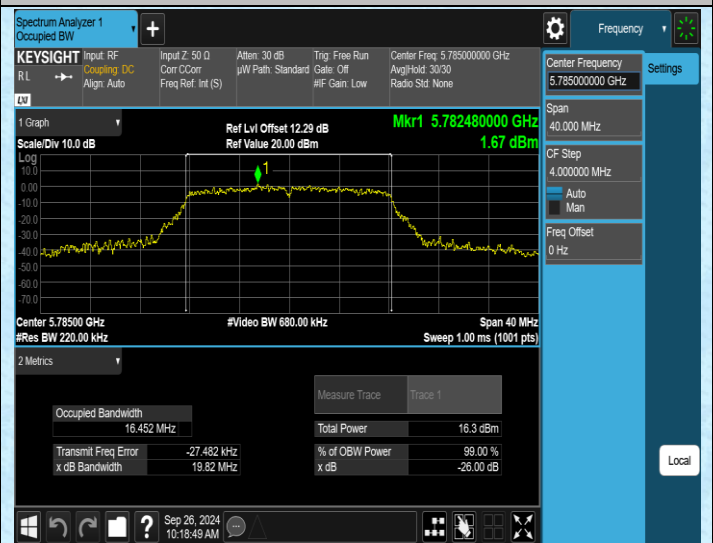 Spectrum Analyzer 1
Occupied BW
+
Frequency
KEYSIGHT
RL
LXI
Input: RF
Coupling: DC
Align: Auto
Input Z: 50 Ω
Corr CCorr
Freq Ref: Int (S)
Atten: 30 dB
µW Path: Standard
Trig: Free Run
Gate: Off
#IF Gain: Low
Center Freq: 5.785000000 GHz
Avg|Hold: 30/30
Radio Std: None
Center Frequency
5.785000000 GHz
Settings
Span
40.000 MHz
CF Step
4.000000 MHz
Auto
Man
Freq Offset
0 Hz
1 Graph
Scale/Div 10.0 dB
Ref Lvl Offset 12.29 dB
Ref Value 20.00 dBm
Mkr1 5.782480000 GHz
1.67 dBm
Log
1
10.0
0.00
-10.0
-20.0
-30.0
-40.0
-50.0
-60.0
-70.0
Center 5.78500 GHz
#Video BW 680.00 kHz
Span 40 MHz
#Res BW 220.00 kHz
Sweep 1.00 ms (1001 pts)
2 Metrics
Measure Trace
Trace 1
Occupied Bandwidth
16.452 MHz
Total Power
16.3 dBm
Transmit Freq Error
-27.482 kHz
% of OBW Power
99.00 %
x dB Bandwidth
19.82 MHz
x dB
-26.00 dB
Local
?
Sep 26, 2024
10:18:49 AM